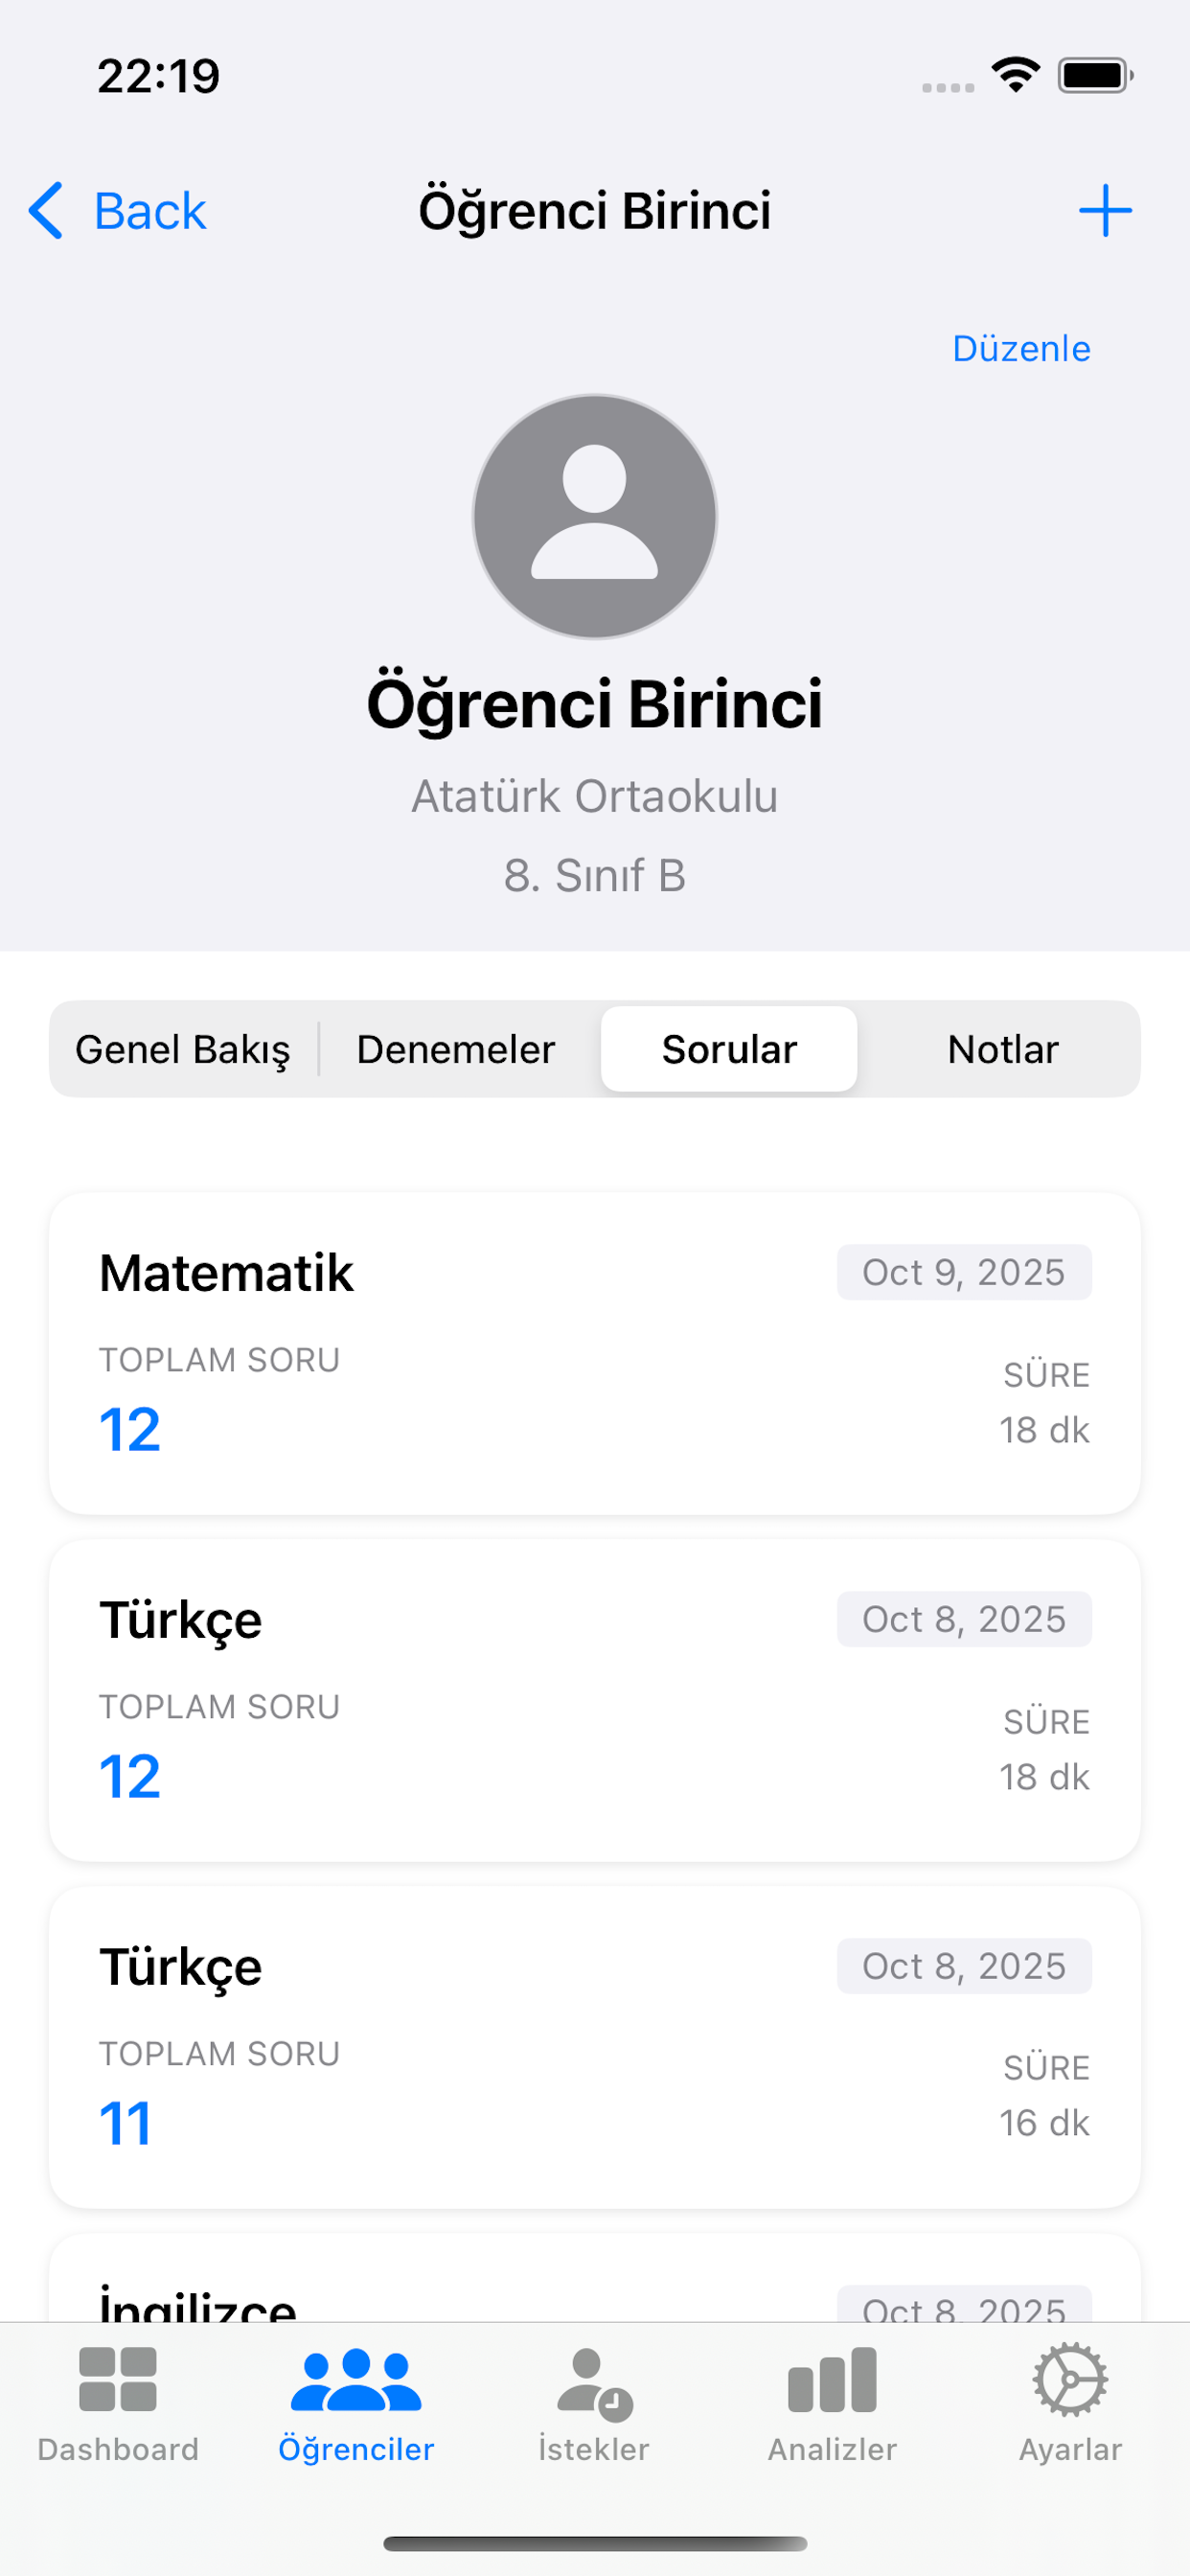 22:19
Back
Öğrenci Birinci
Düzenle
Öğrenci Birinci
Atatürk Ortaokulu
8. Sınıf B
Genel Bakış
Denemeler
Sorular
Notlar
Matematik
Oct 9, 2025
TOPLAM SORU
SÜRE
12
18 dk
Türkçe
Oct 8, 2025
TOPLAM SORU
SÜRE
12
18 dk
Türkçe
Oct 8, 2025
TOPLAM SORU
SÜRE
11
16 dk
İngilizce
Oct 8, 2025
Dashboard
Öğrenciler
İstekler
Analizler
Ayarlar